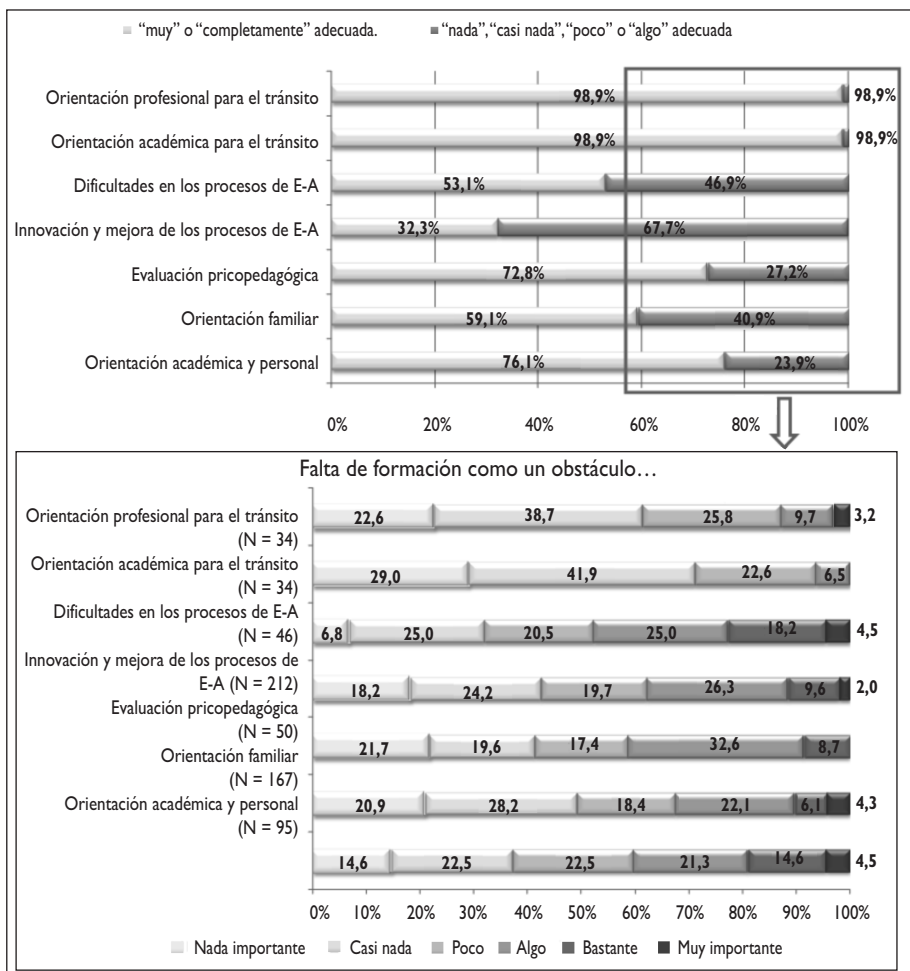 “muy” o “completamente” adecuada. “nada”, “casi nada”, “poco” o “algo” adecuada
Orientación profesional para el tránsito 98,9% 98,9%
Orientación académica para el tránsito 98,9% 98,9%
Dificultades en los procesos de E-A 53,1% 46,9%
Innovación y mejora de los procesos de E-A 32,3% 67,7%
Evaluación pricopedagógica 72,8% 27,2%
Orientación familiar 59,1% 40,9%
Orientación académica y personal 76,1% 23,9%
0% 20% 40% 60% 80% 100%
Falta de formación como un obstáculo…
Orientación profesional para el tránsito
(N = 34)
22,6 38,7 25,8 9,7 3,2
Orientación académica para el tránsito
(N = 34)
29,0 41,9 22,6 6,5
Dificultades en los procesos de E-A
(N = 46)
6,8 25,0 20,5 25,0 18,2 4,5
Innovación y mejora de los procesos de
E-A (N = 212)
18,2 24,2 19,7 26,3 9,6 2,0
Evaluación pricopedagógica
(N = 50)
21,7 19,6 17,4 32,6 8,7
Orientación familiar
(N = 167)
20,9 28,2 18,4 22,1 6,1 4,3
Orientación académica y personal
(N = 95)
14,6 22,5 22,5 21,3 14,6 4,5
0% 10% 20% 30% 40% 50% 60% 70% 80% 90% 100%
Nada importante Casi nada Poco Algo Bastante Muy importante